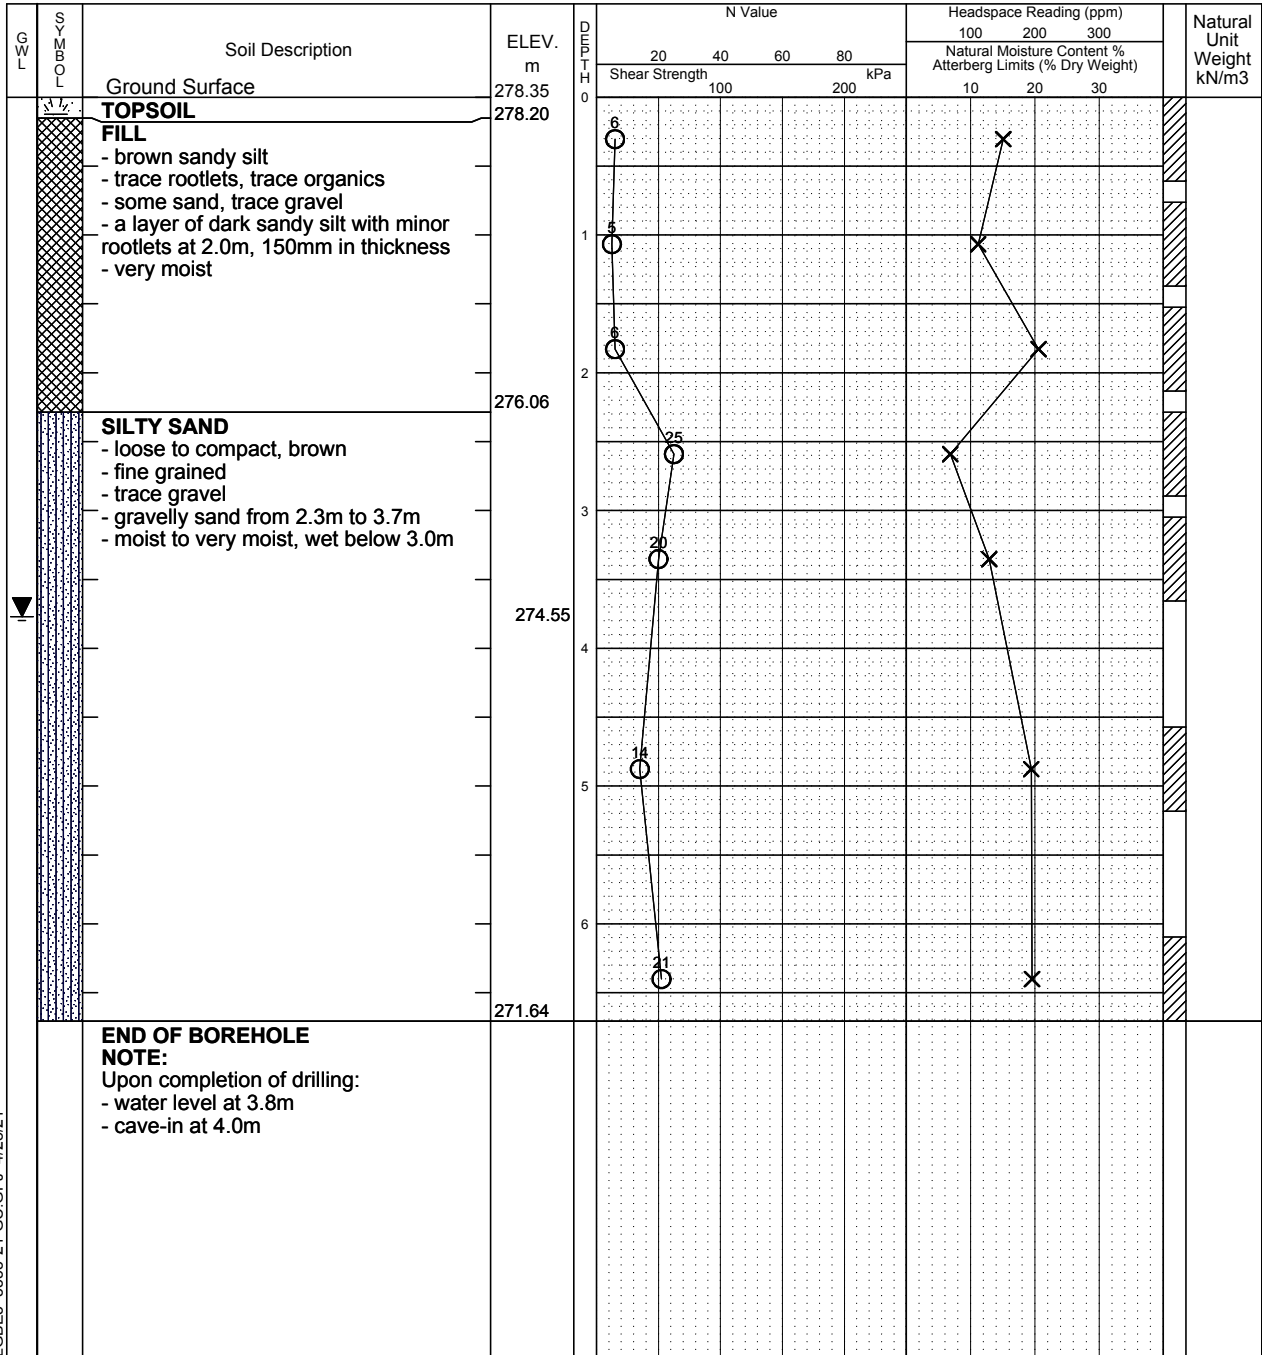 GWL
SYMBOL
Soil Description
Ground Surface
ELEV.
m
278.35
DEPTH
N Value
20 40 60 80
Shear Strength kPa
100 200
Headspace Reading (ppm)
100 200 300
Natural Moisture Content %
Atterberg Limits (% Dry Weight)
10 20 30
Natural
Unit
Weight
kN/m3
0
TOPSOIL
278.20
FILL
- brown sandy silt
- trace rootlets, trace organics
- some sand, trace gravel
- a layer of dark sandy silt with minor
rootlets at 2.0m, 150mm in thickness
- very moist
6
5
1
6
2
276.06
SILTY SAND
- loose to compact, brown
- fine grained
- trace gravel
- gravelly sand from 2.3m to 3.7m
- moist to very moist, wet below 3.0m
25
3
20
274.55
4
14
5
6
21
271.64
END OF BOREHOLE
NOTE:
Upon completion of drilling:
- water level at 3.8m
- cave-in at 4.0m